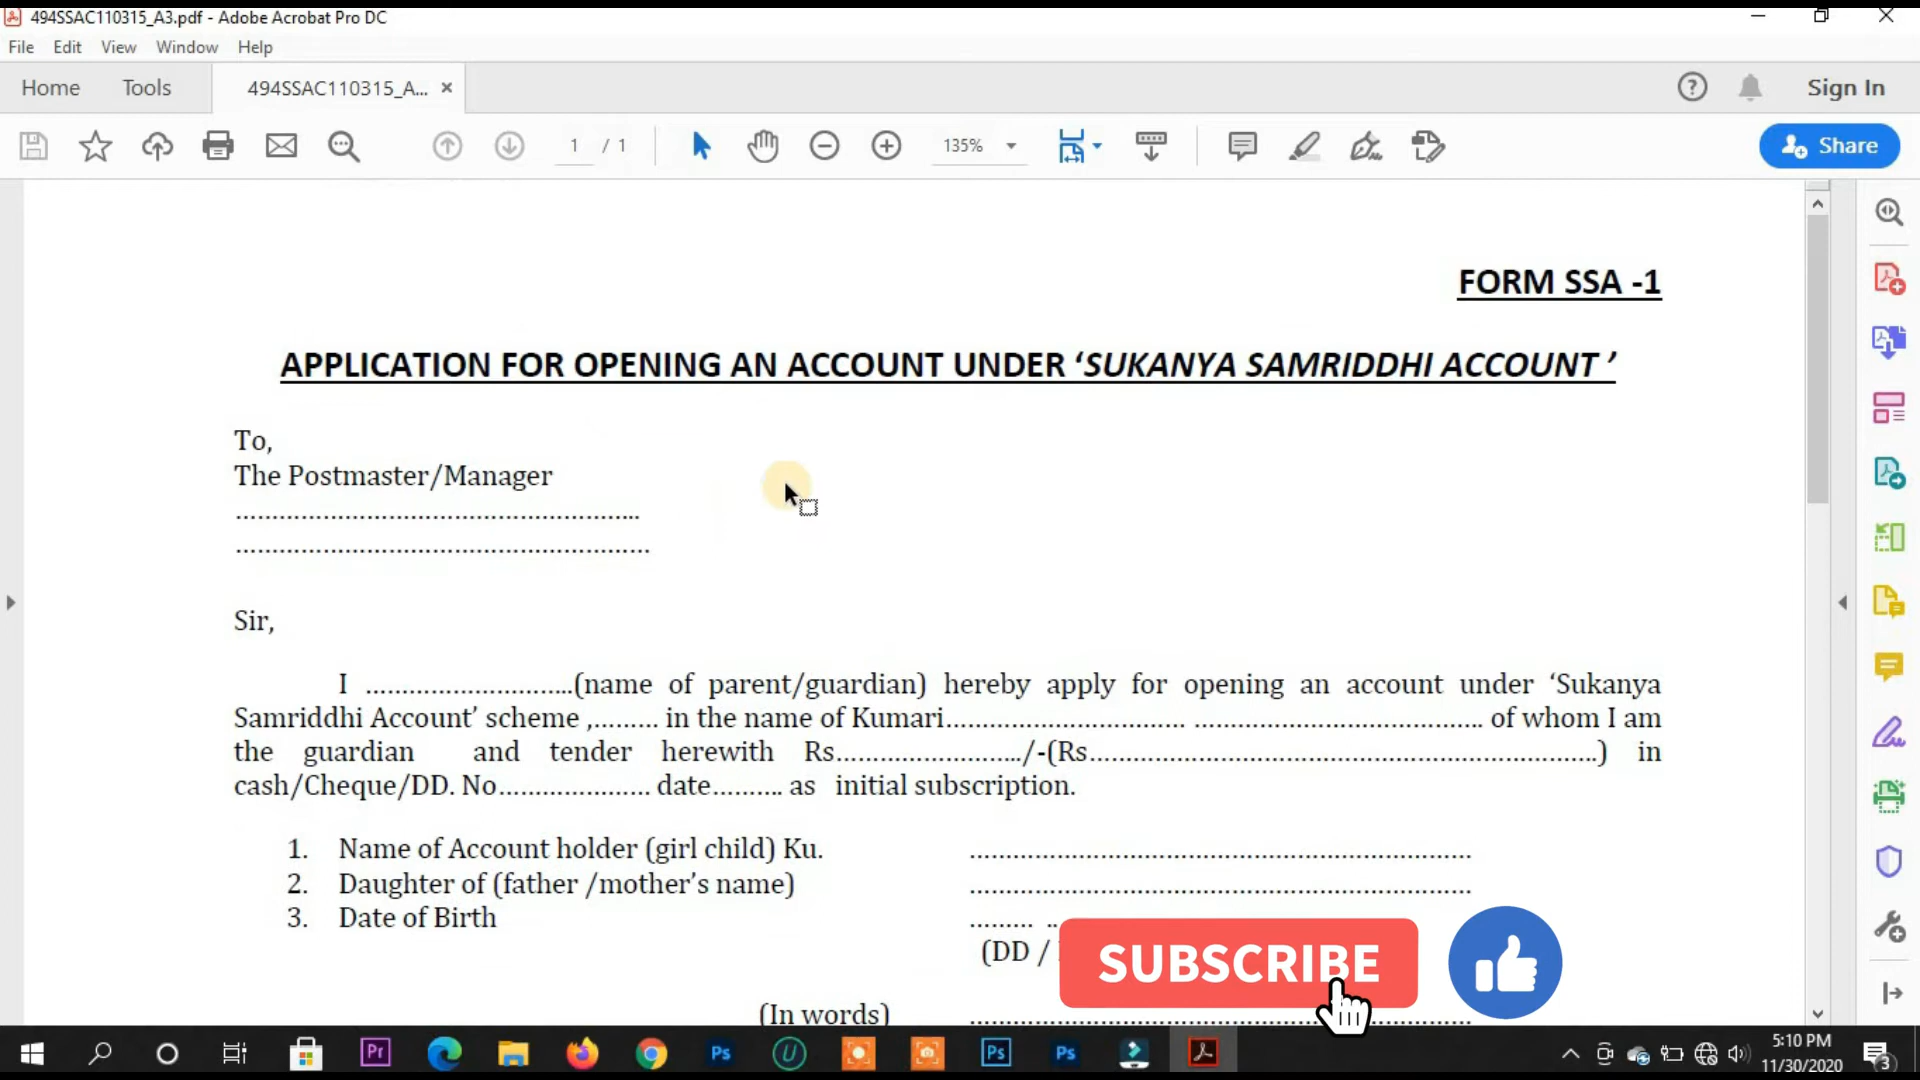 494SSAC110315_A3.pdf - Adobe Acrobat Pro DC
File Edit View Window Help
Home Tools 494SSAC110315_A... × Sign In
1 / 1 135% Share
FORM SSA -1
APPLICATION FOR OPENING AN ACCOUNT UNDER ‘SUKANYA SAMRIDDHI ACCOUNT ’
To,
The Postmaster/Manager
........................................................
........................................................
Sir,
I ............................(name of parent/guardian) hereby apply for opening an account under ‘Sukanya
Samriddhi Account’ scheme ,......... in the name of Kumari................................. ....................................... of whom I am
the guardian and tender herewith Rs........................../-(Rs......................................................................) in
cash/Cheque/DD. No..................... date.......... as initial subscription.
1. Name of Account holder (girl child) Ku. .....................................................................
2. Daughter of (father /mother’s name) .....................................................................
3. Date of Birth ......... ..
(DD /
SUBSCRIBE
(In words) .....................................................................
Pr Ps U Ps Ps
5:10 PM
11/30/2020
3